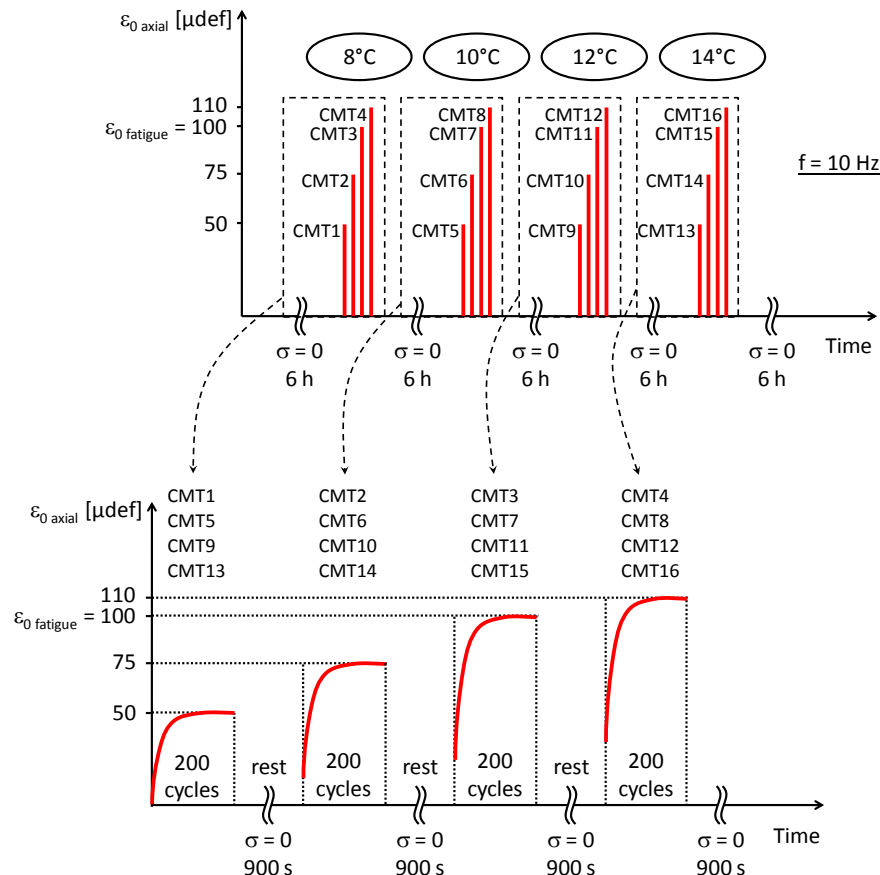 ε0 axial [µdef]
8°C 10°C 12°C 14°C
110
ε0 fatigue = 100
75
50
CMT4 CMT8 CMT12 CMT16
CMT3 CMT7 CMT11 CMT15
CMT2 CMT6 CMT10 CMT14
CMT1 CMT5 CMT9 CMT13
f = 10 Hz
σ = 0 σ = 0 σ = 0 σ = 0 σ = 0
6 h 6 h 6 h 6 h 6 h
Time
ε0 axial [µdef]
CMT1 CMT2 CMT3 CMT4
CMT5 CMT6 CMT7 CMT8
CMT9 CMT10 CMT11 CMT12
CMT13 CMT14 CMT15 CMT16
110
ε0 fatigue = 100
75
50
200 rest 200 rest 200 rest 200
cycles cycles cycles cycles
σ = 0 σ = 0 σ = 0 σ = 0
900 s 900 s 900 s 900 s
Time